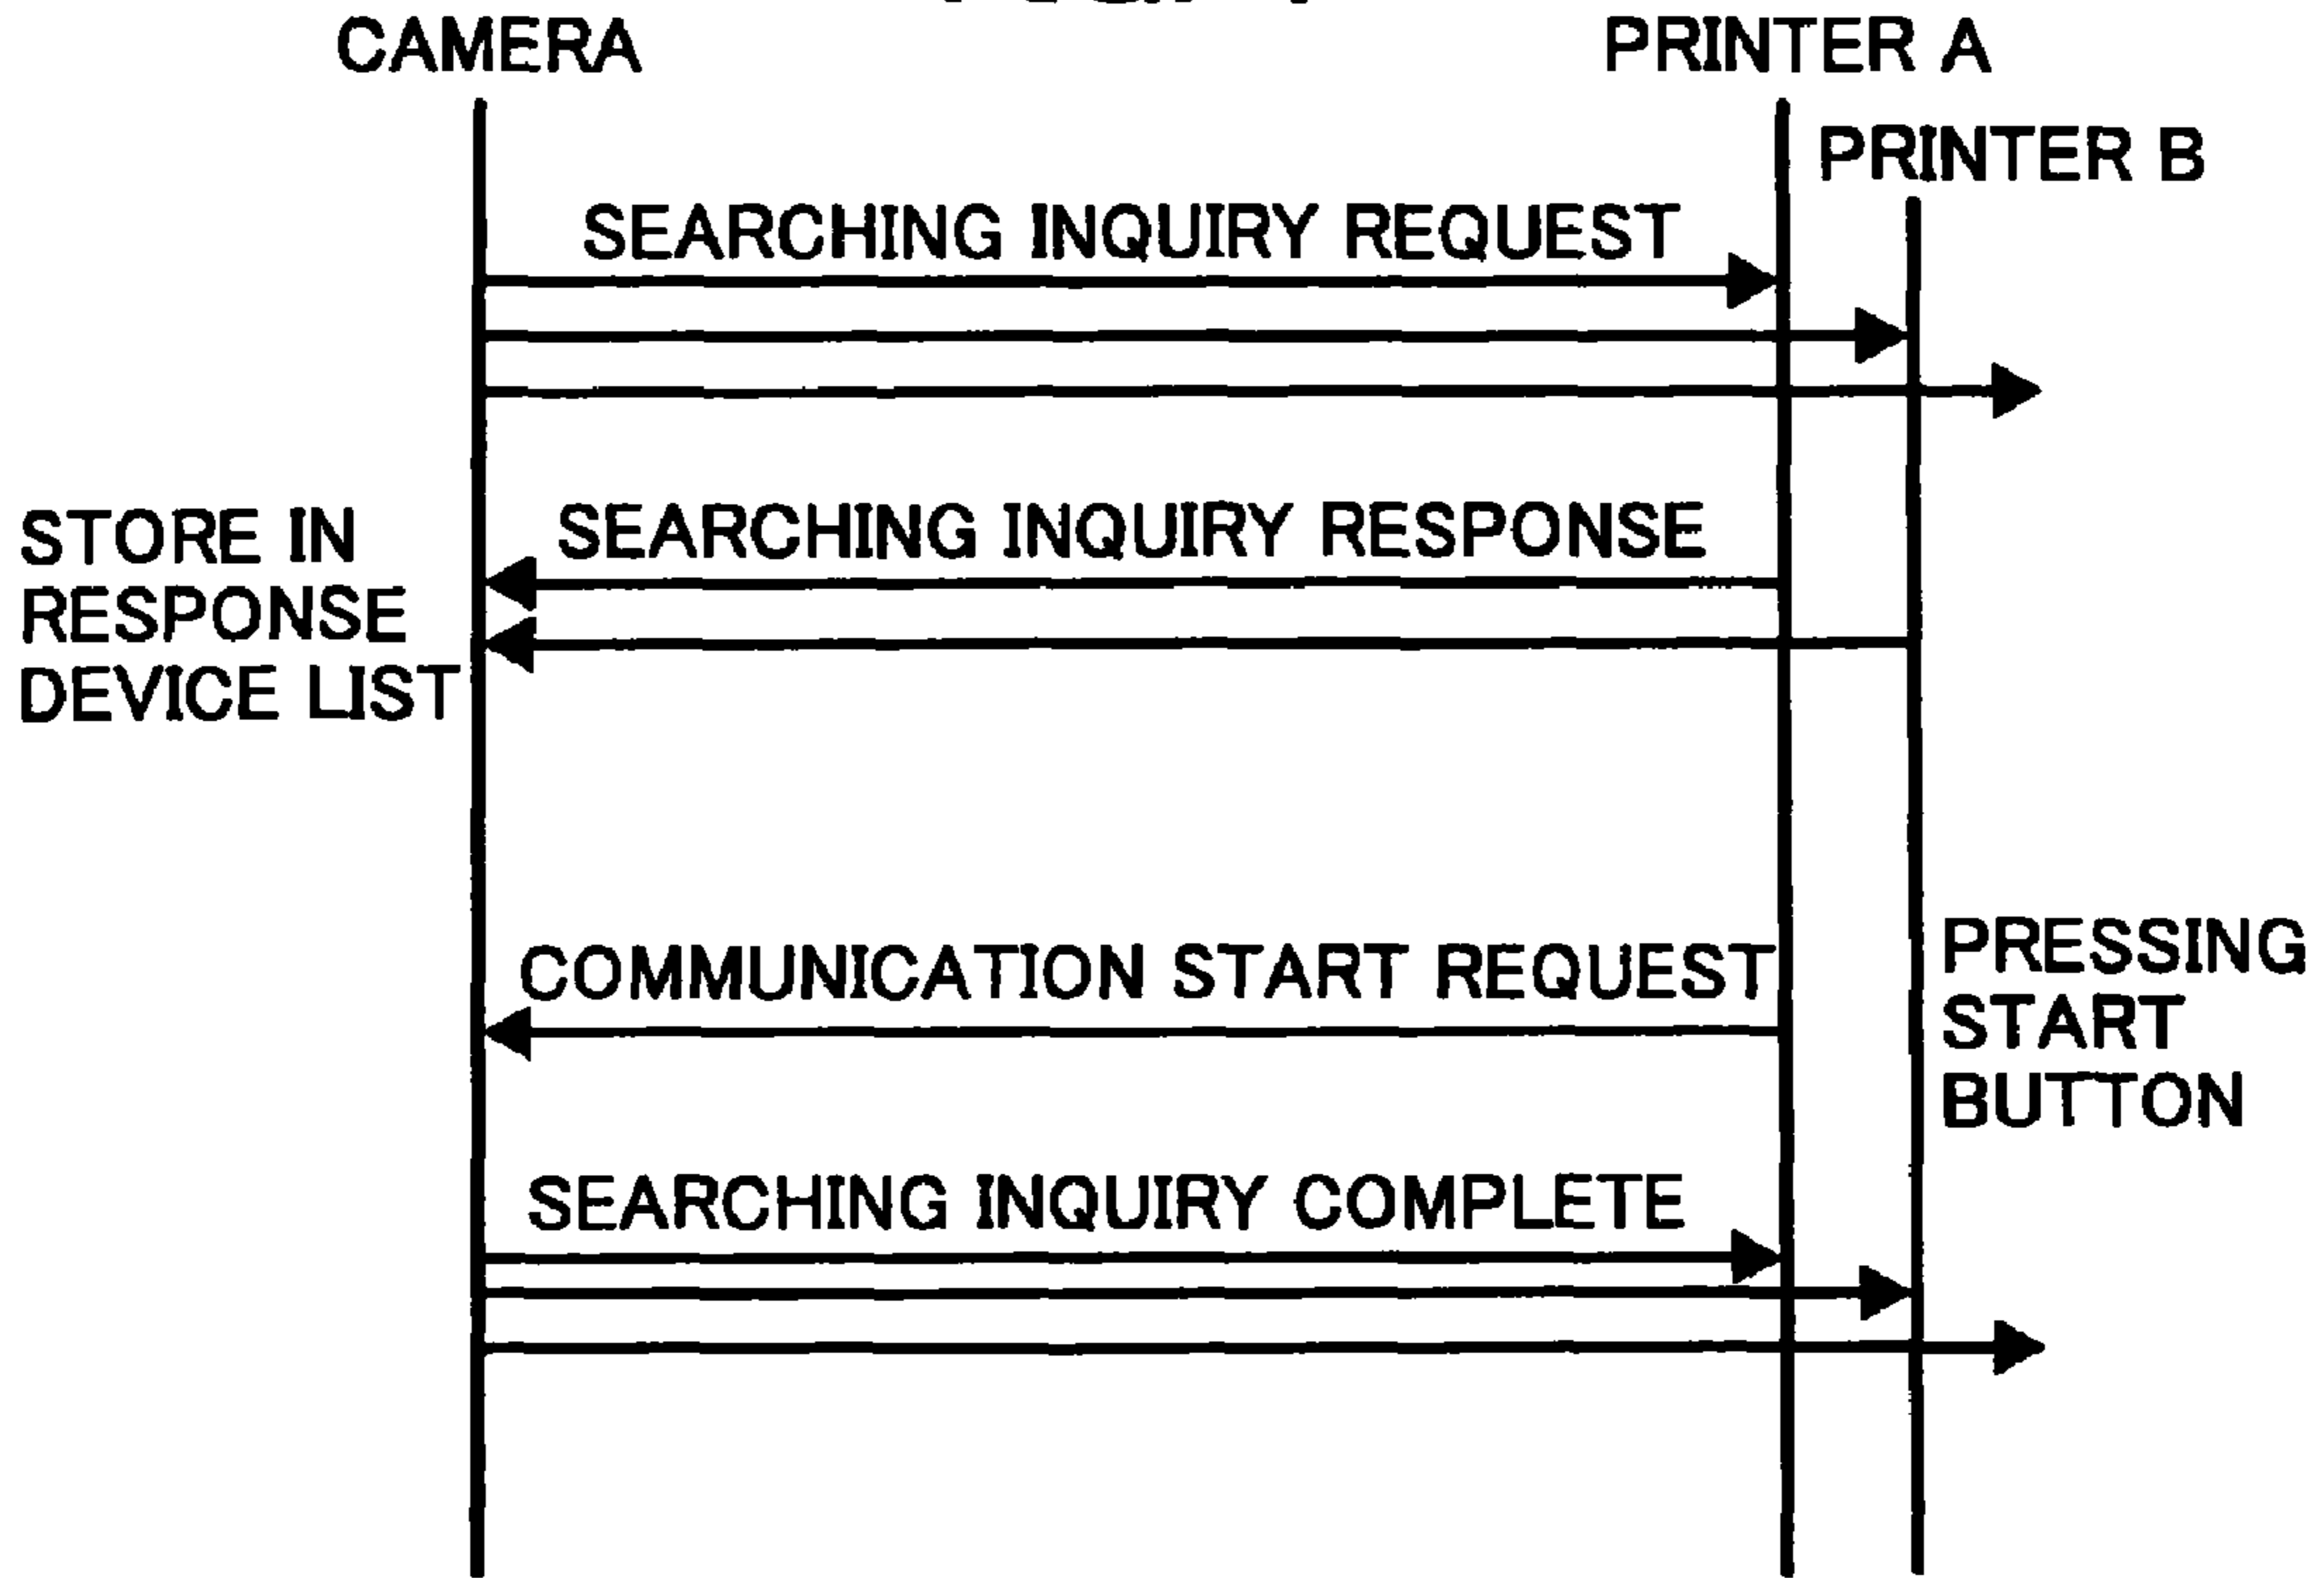 CAMERA
PRINTER A
PRINTER B
SEARCHING INQUIRY REQUEST
SEARCHING INQUIRY RESPONSE
STORE IN
RESPONSE
DEVICE LIST
COMMUNICATION START REQUEST
PRESSING
START
BUTTON
SEARCHING INQUIRY COMPLETE